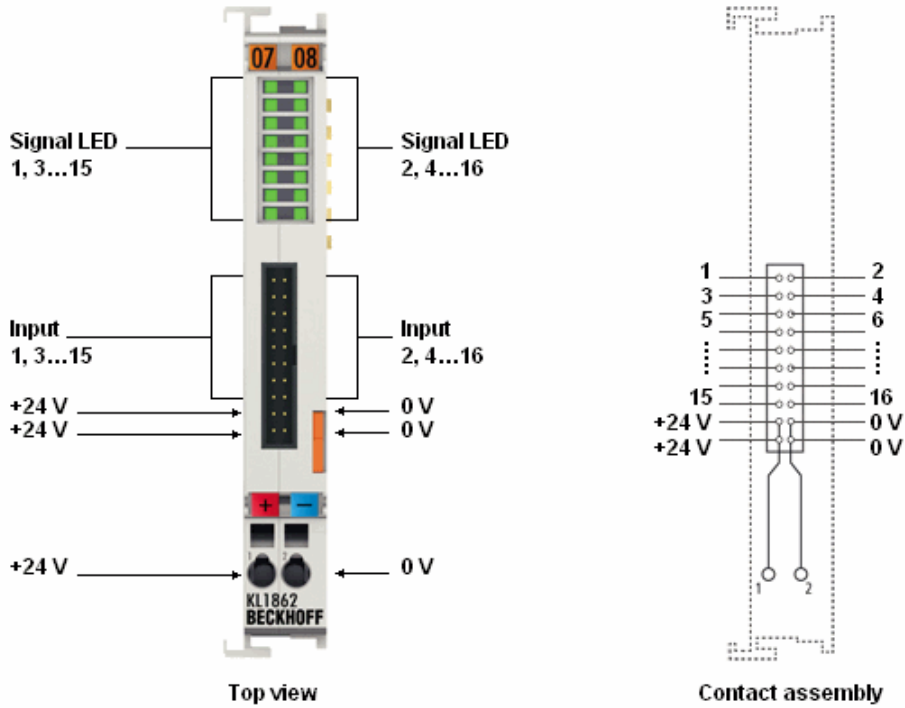 07 08
Signal LED
1, 3...15
Signal LED
2, 4...16
Input
1, 3...15
Input
2, 4...16
+24 V
0 V
+24 V
0 V
+ −
1 2
+24 V
0 V
KL1862
BECKHOFF
Top view
1 2
3 4
5 6
15 16
+24 V 0 V
+24 V 0 V
1 2
Contact assembly